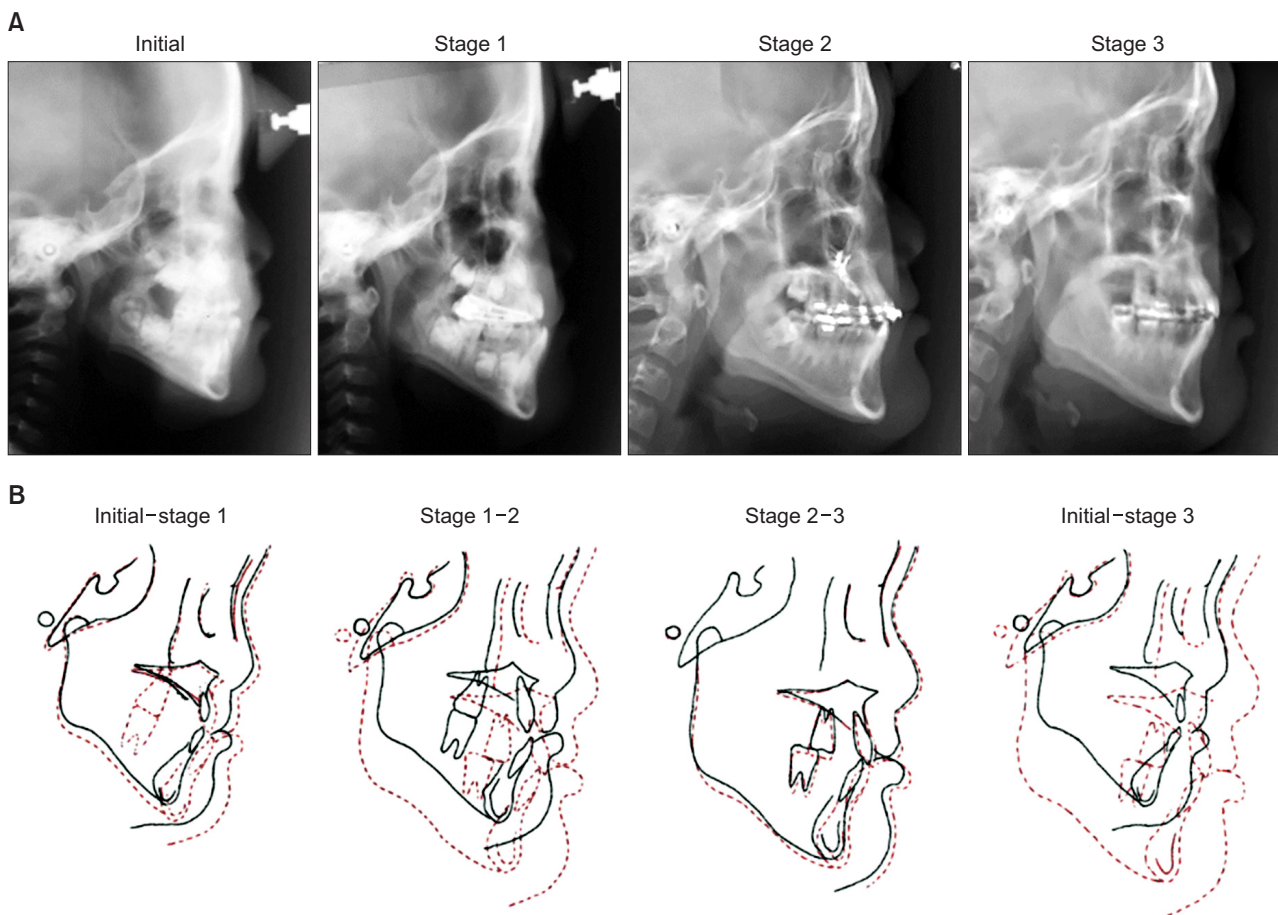 A
Initial
Stage 1
Stage 2
Stage 3
B
Initial–stage 1
Stage 1–2
Stage 2–3
Initial–stage 3